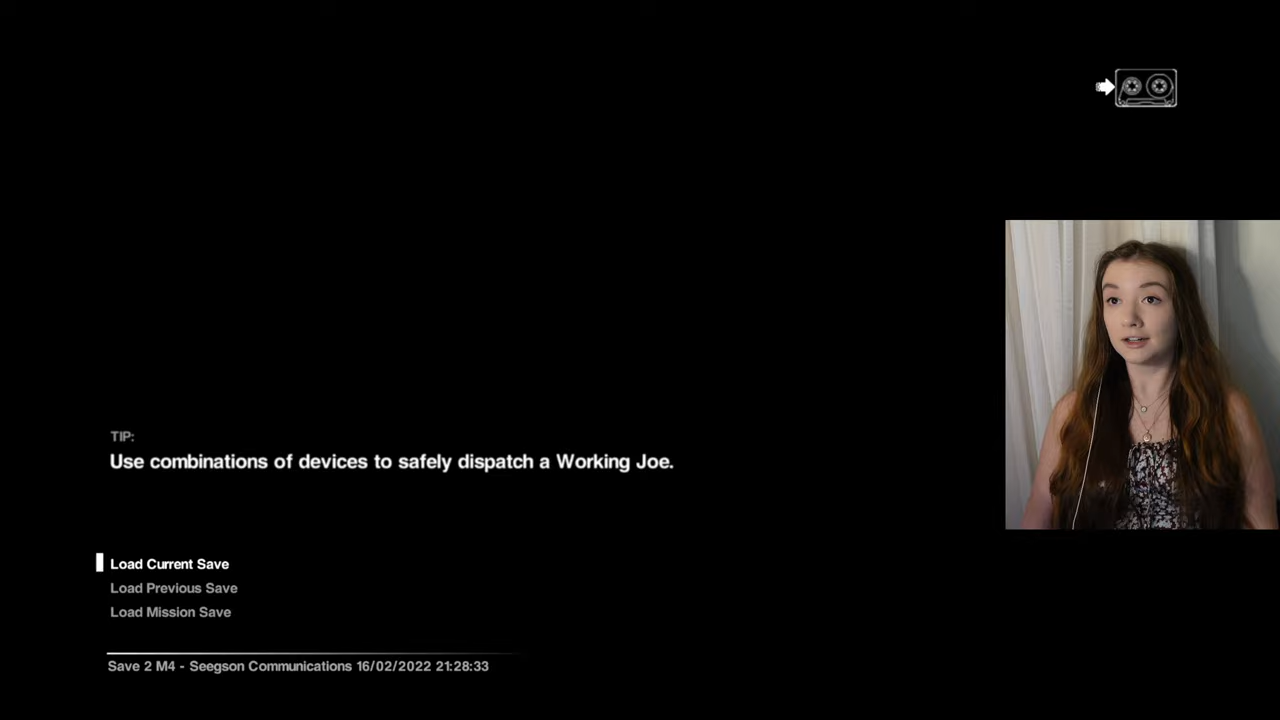 TIP:
Use combinations of devices to safely dispatch a Working Joe.
Load Current Save
Load Previous Save
Load Mission Save
Save 2 M4 - Seegson Communications 16/02/2022 21:28:33